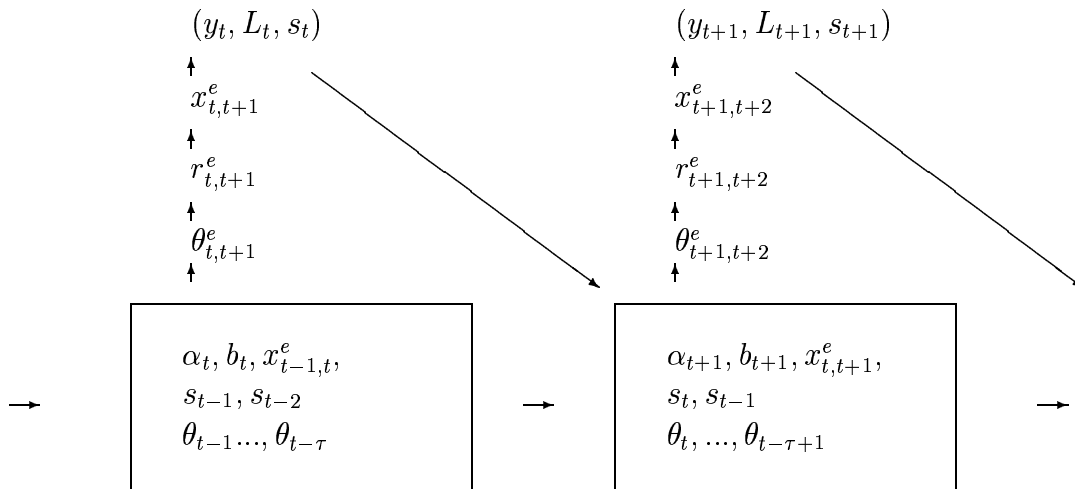 (y_t, L_t, s_t)
x^e_{t,t+1}
r^e_{t,t+1}
θ^e_{t,t+1}
α_t, b_t, x^e_{t−1,t},
s_{t−1}, s_{t−2}
θ_{t−1}..., θ_{t−τ}
(y_{t+1}, L_{t+1}, s_{t+1})
x^e_{t+1,t+2}
r^e_{t+1,t+2}
θ^e_{t+1,t+2}
α_{t+1}, b_{t+1}, x^e_{t,t+1},
s_t, s_{t−1}
θ_t, ..., θ_{t−τ+1}